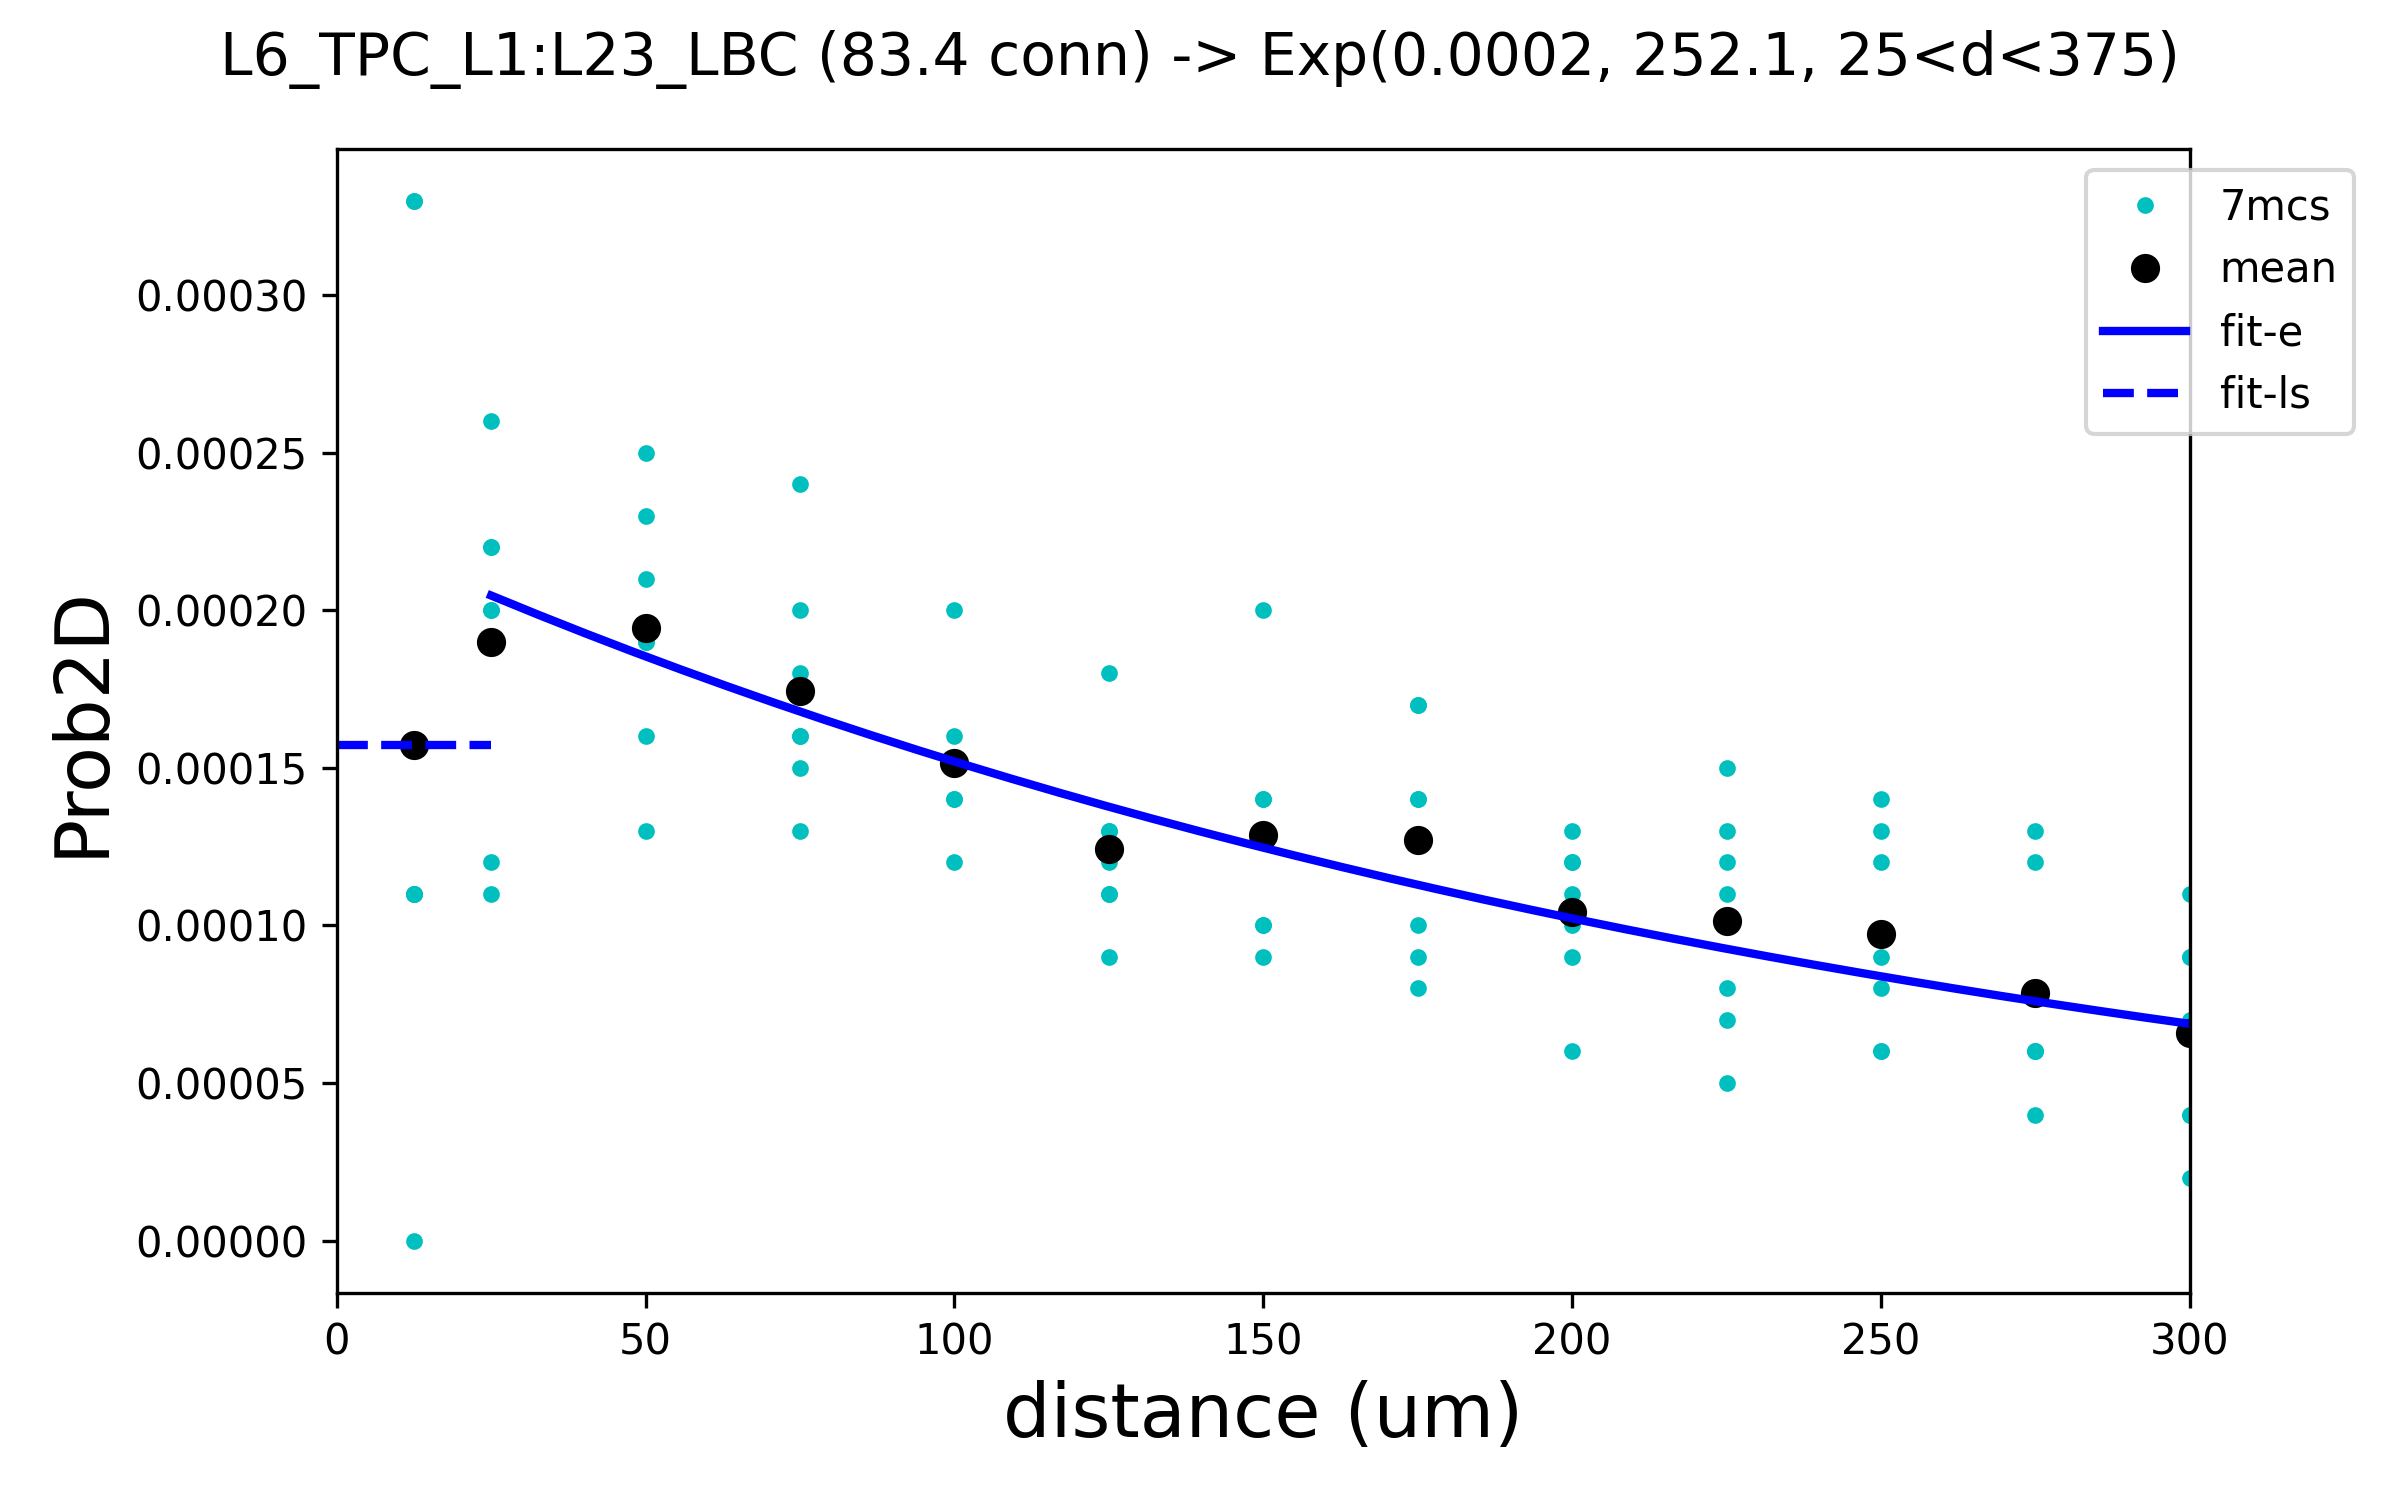 L6_TPC_L1:L23_LBC (83.4 conn) -> Exp(0.0002, 252.1, 25<d<375)
7mcs
mean
fit-e
fit-ls
Prob2D
0.00030
0.00025
0.00020
0.00015
0.00010
0.00005
0.00000
0 50 100 150 200 250 300
distance (um)